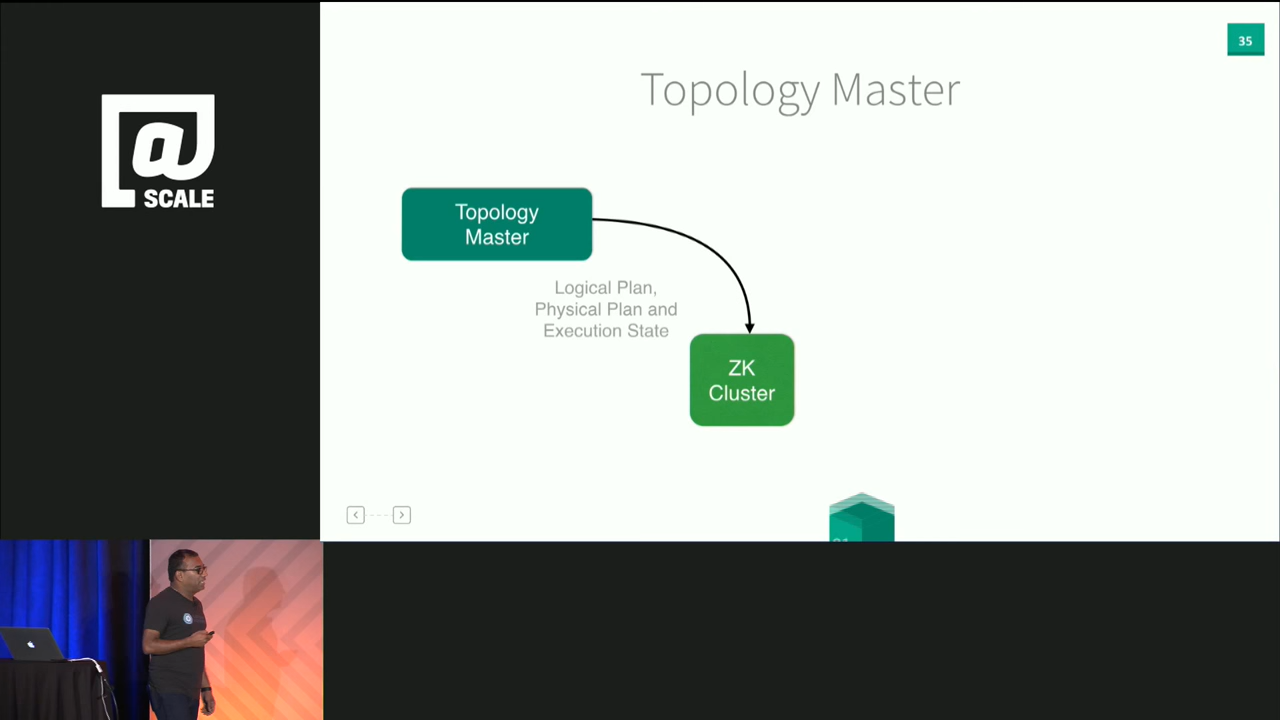 @
SCALE
35
Topology Master
Topology
Master
Logical Plan,
Physical Plan and
Execution State
ZK
Cluster